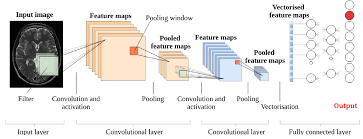 Input image
Feature maps
Pooling window
Pooled
feature maps
Feature maps
Pooled
feature maps
Vectorised
feature maps
Output
Filter
Convolution and
activation
Pooling
Convolution and
activation
Pooling
Vectorisation
Input layer
Convolutional layer
Convolutional layer
Fully connected layer